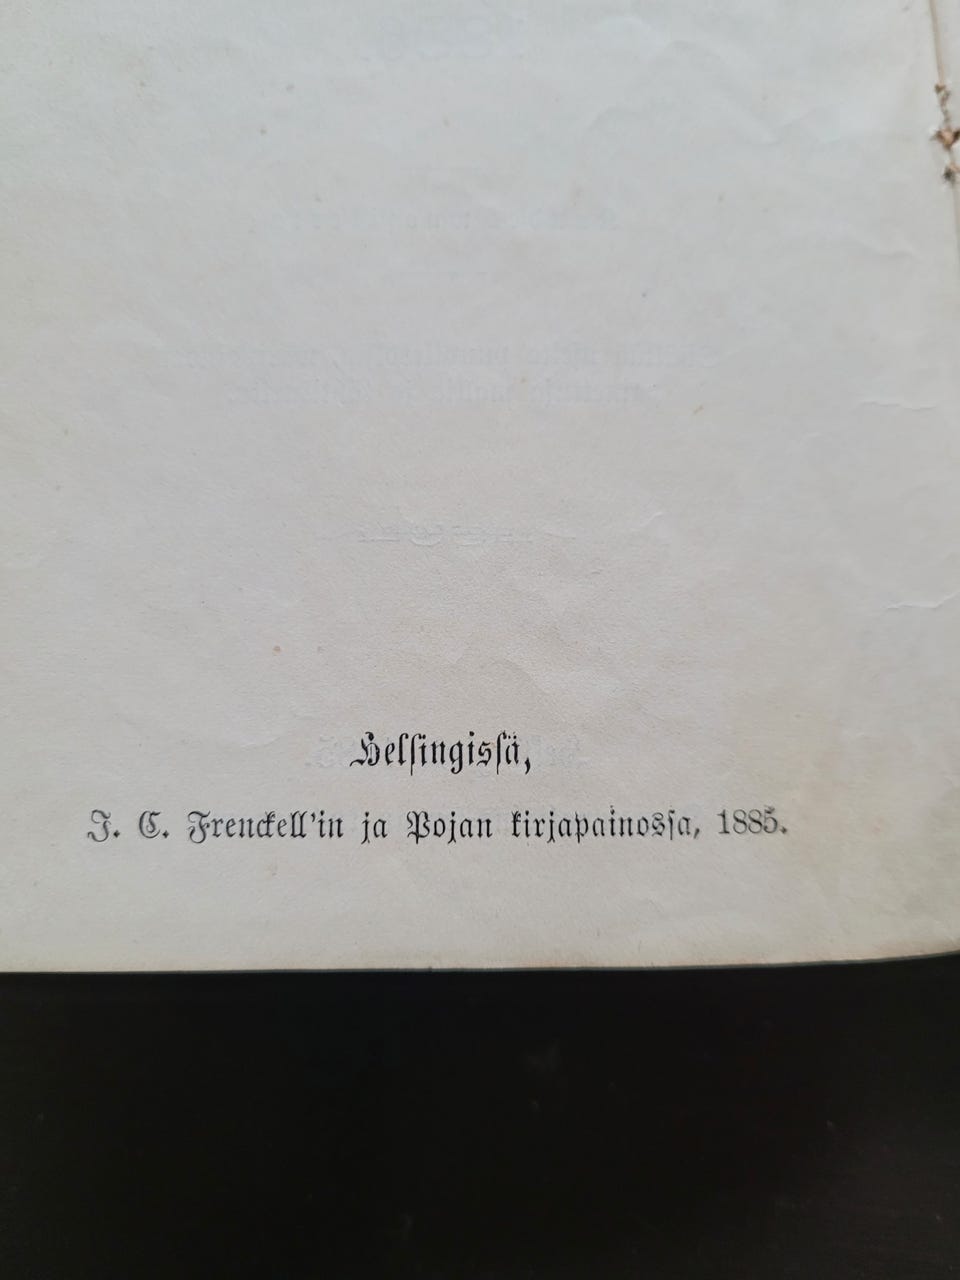 Helsingissä,
J. C. Frenckell'in ja Pojan kirjapainossa, 1885.